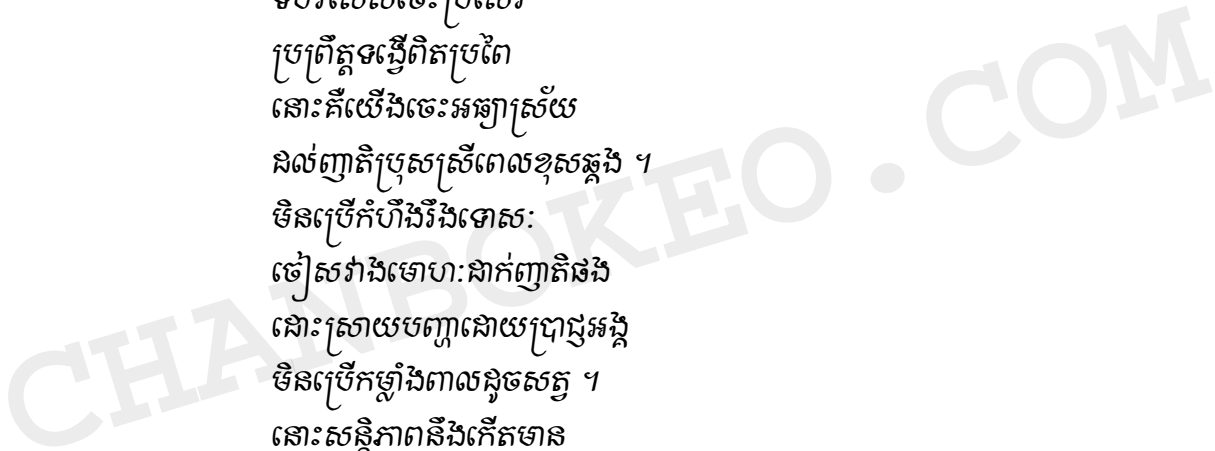 ប្រព្រឹត្តទង្វើពិតប្រពៃ
នោះគឺយើងចេះអធ្យាស្រ័យ
ដល់ញាតិប្រុសស្រីពេលខុសឆ្គង ។
មិនប្រើកំហឹងរឹងទោសៈ
ចៀសវាងមោហៈដាក់ញាតិផង
ដោះស្រាយបញ្ហាដោយប្រាជ្ញអង្គ
មិនប្រើកម្លាំងពាលដូចសត្វ ។
នោះសន្តិភាពនឹងកើតមាន
CHANBOKEO.COM